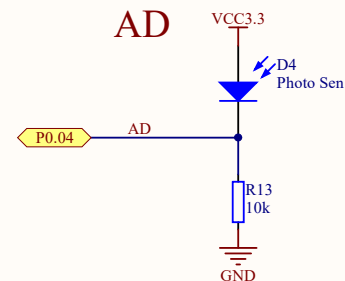 AD
VCC3.3
D4
Photo Sen
P0.04
AD
R13
10k
GND